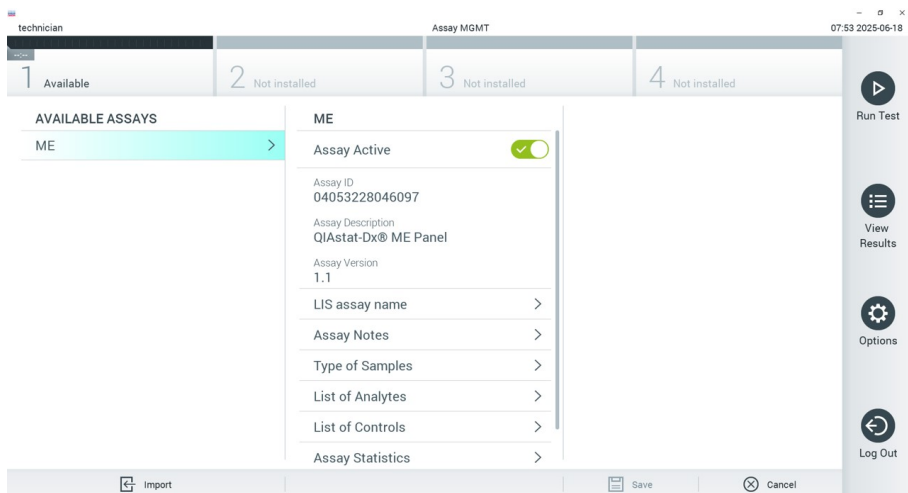 technician
Assay MGMT
07:53 2025-06-18
--:--
1 Available
2 Not installed
3 Not installed
4 Not installed
AVAILABLE ASSAYS
ME
ME
Assay Active
Assay ID
04053228046097
Assay Description
QIAstat-Dx® ME Panel
Assay Version
1.1
LIS assay name
Assay Notes
Type of Samples
List of Analytes
List of Controls
Assay Statistics
Run Test
View
Results
Options
Log Out
Import
Save
Cancel